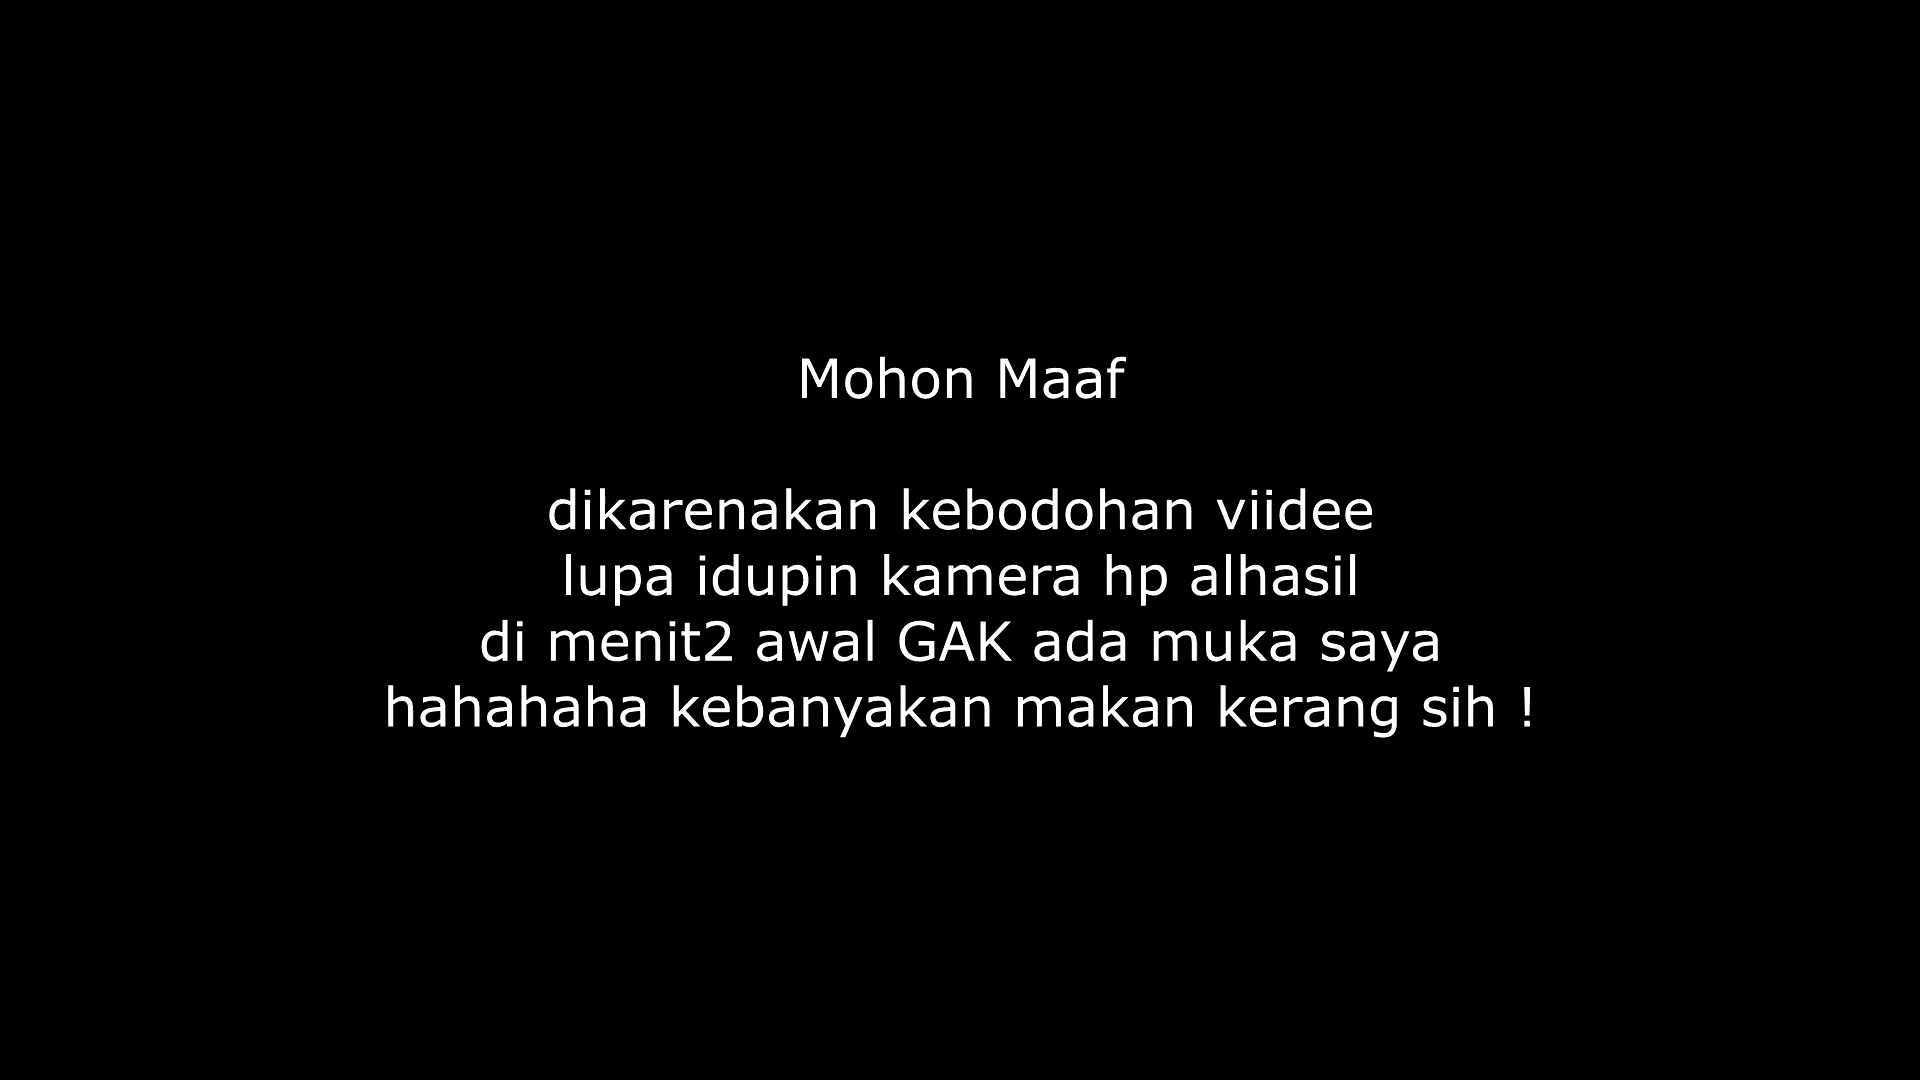 Mohon Maaf
dikarenakan kebodohan viidee
lupa idupin kamera hp alhasil
di menit2 awal GAK ada muka saya
hahahaha kebanyakan makan kerang sih !